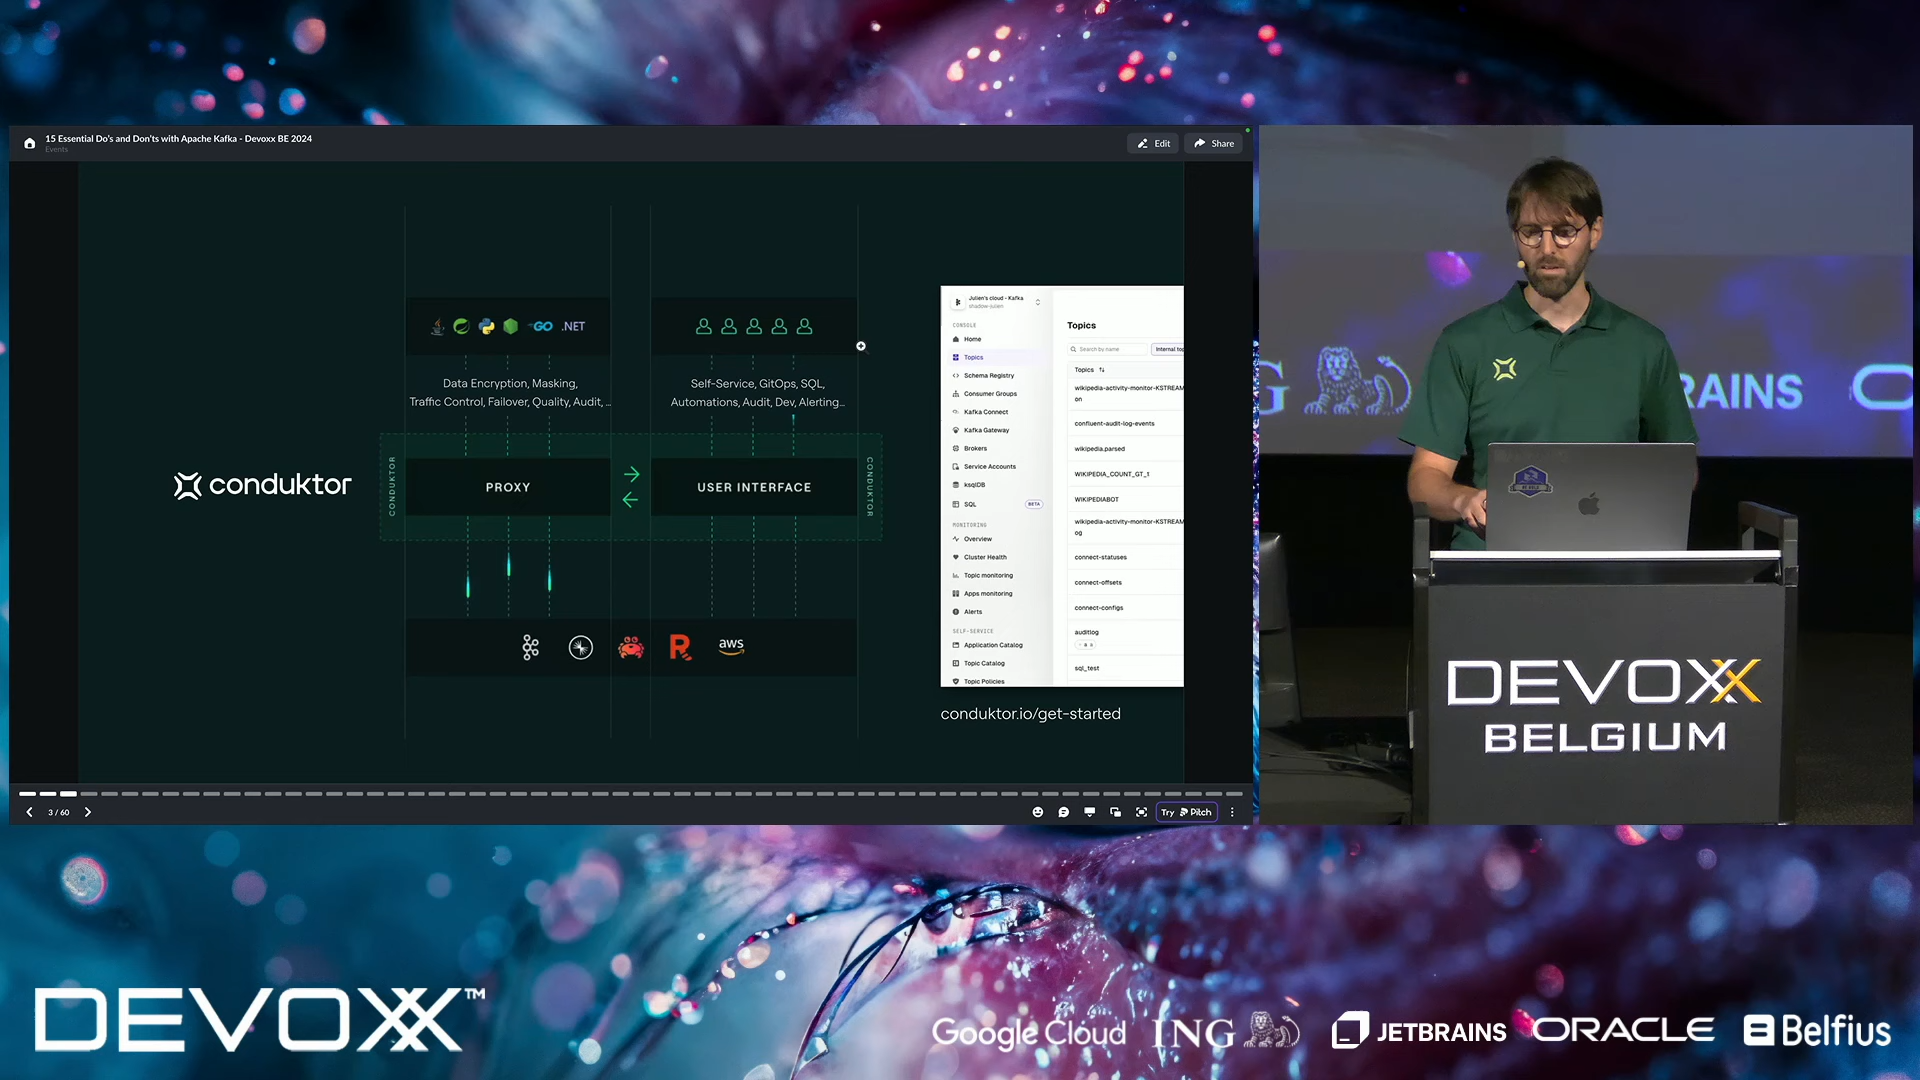 15 Essential Do's and Don'ts with Apache Kafka - Devoxx BE 2024
Events
Edit
Share
GO
.NET
Data Encryption, Masking,
Traffic Control, Failover, Quality, Audit, ...
Self-Service, GitOps, SQL,
Automations, Audit, Dev, Alerting...
conduktor
CONDUKTOR
PROXY
USER INTERFACE
CONDUKTOR
aws
Julien's cloud - Kafka
shadow-julien
CONSOLE
Home
Topics
Schema Registry
Consumer Groups
Kafka Connect
Kafka Gateway
Brokers
Service Accounts
ksqlDB
SQL
BETA
MONITORING
Overview
Cluster Health
Topic monitoring
Apps monitoring
Alerts
SELF-SERVICE
Application Catalog
Topic Catalog
Topic Policies
Topics
Search by name
Internal top
Topics
wikipedia-activity-monitor-KSTREAM
on
confluent-audit-log-events
wikipedia.parsed
WIKIPEDIA_COUNT_GT_1
WIKIPEDIABOT
wikipedia-activity-monitor-KSTREAM
og
connect-statuses
connect-offsets
connect-configs
auditlog
sql_test
conduktor.io/get-started
3 / 60
Try Pitch
G
RAINS
DEVOXX
BELGIUM
DEVOXX™
Google Cloud
ING
JETBRAINS
ORACLE
Belfius